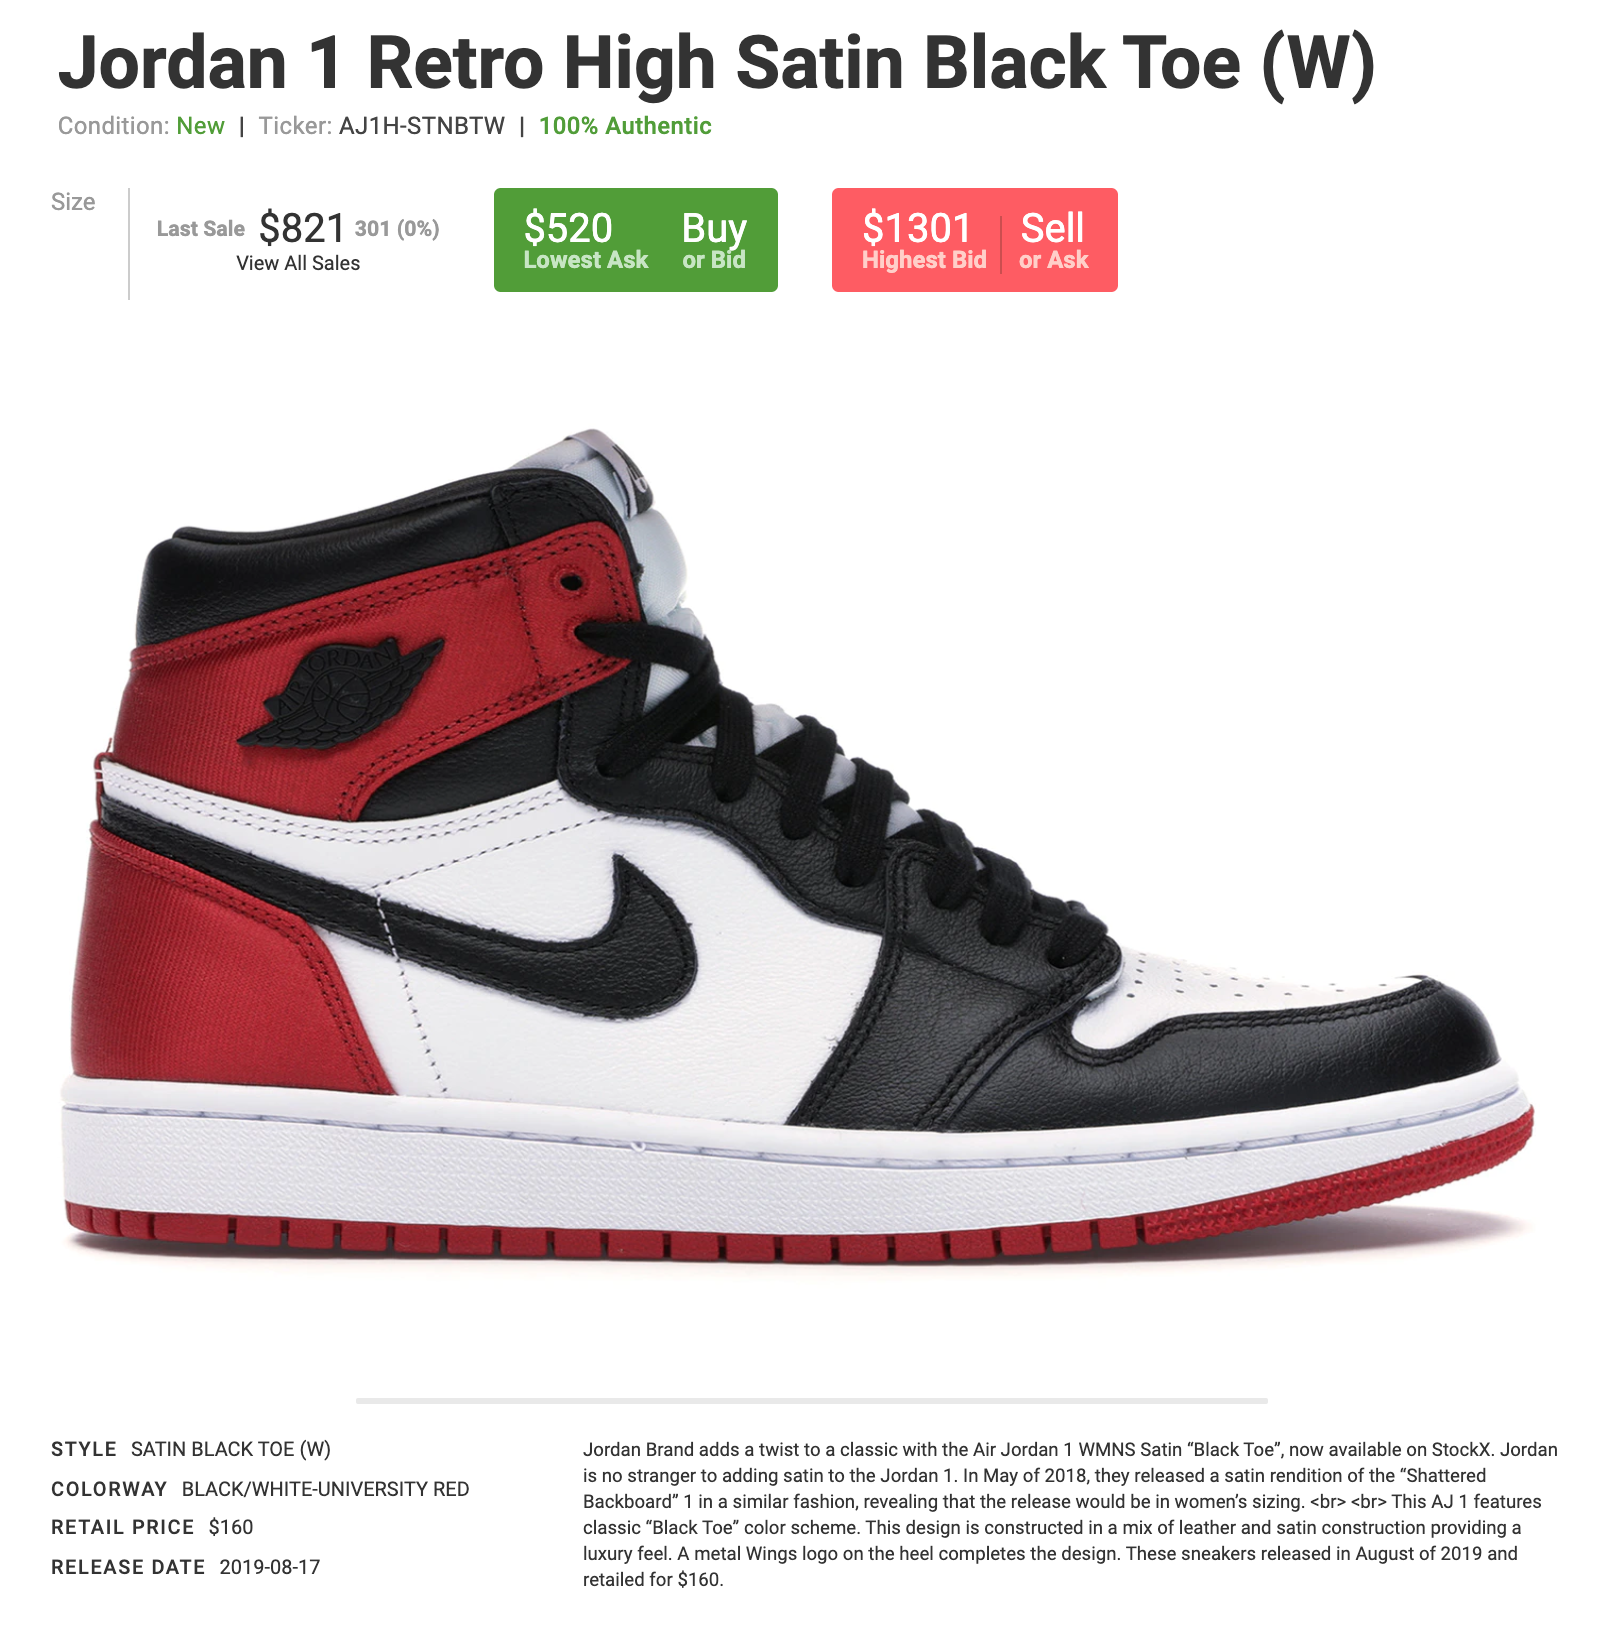 Jordan 1 Retro High Satin Black Toe (W)
Condition: New | Ticker: AJ1H-STNBTW | 100% Authentic
Size
Last Sale $821 301 (0%)
View All Sales
$520 Buy
Lowest Ask or Bid
$1301 Sell
Highest Bid or Ask
AIR JORDAN
STYLE SATIN BLACK TOE (W)
COLORWAY BLACK/WHITE-UNIVERSITY RED
RETAIL PRICE $160
RELEASE DATE 2019-08-17
Jordan Brand adds a twist to a classic with the Air Jordan 1 WMNS Satin “Black Toe”, now available on StockX. Jordan
is no stranger to adding satin to the Jordan 1. In May of 2018, they released a satin rendition of the “Shattered
Backboard” 1 in a similar fashion, revealing that the release would be in women’s sizing. <br> <br> This AJ 1 features
classic “Black Toe” color scheme. This design is constructed in a mix of leather and satin construction providing a
luxury feel. A metal Wings logo on the heel completes the design. These sneakers released in August of 2019 and
retailed for $160.